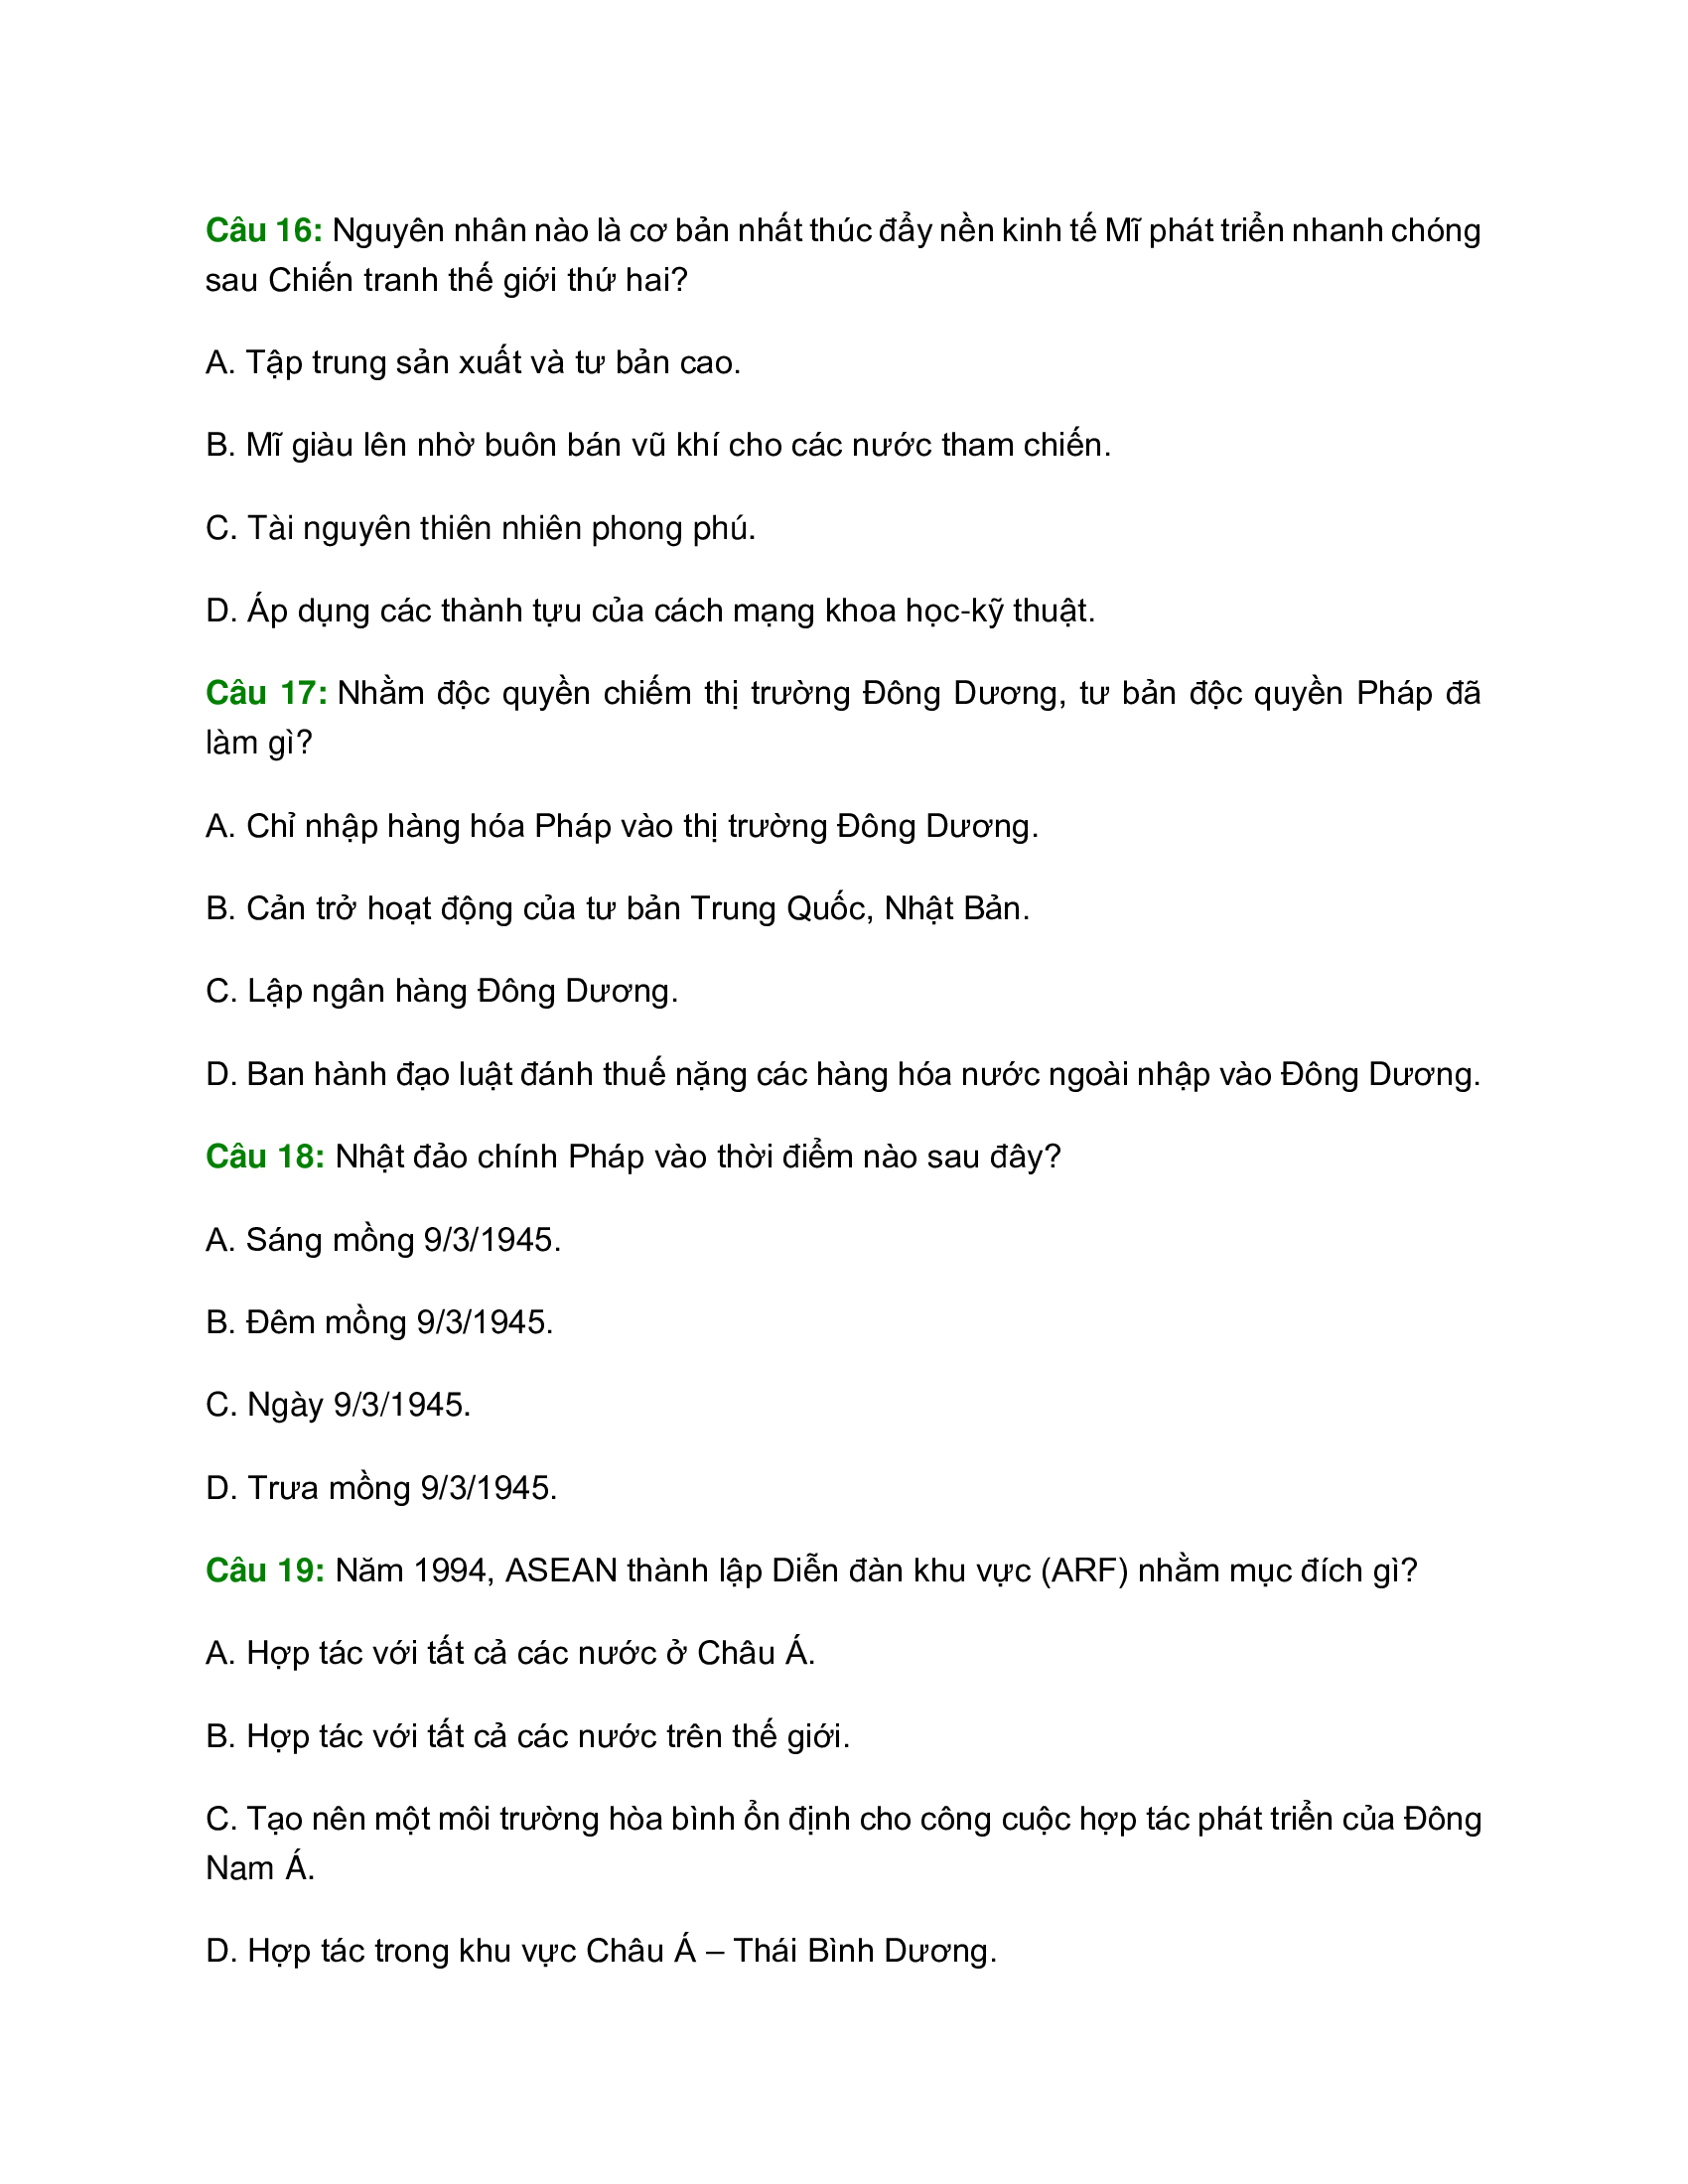 Câu 16: Nguyên nhân nào là cơ bản nhất thúc đẩy nền kinh tế Mĩ phát triển nhanh chóng
sau Chiến tranh thế giới thứ hai?
A. Tập trung sản xuất và tư bản cao.
B. Mĩ giàu lên nhờ buôn bán vũ khí cho các nước tham chiến.
C. Tài nguyên thiên nhiên phong phú.
D. Áp dụng các thành tựu của cách mạng khoa học-kỹ thuật.
Câu 17: Nhằm độc quyền chiếm thị trường Đông Dương, tư bản độc quyền Pháp đã
làm gì?
A. Chỉ nhập hàng hóa Pháp vào thị trường Đông Dương.
B. Cản trở hoạt động của tư bản Trung Quốc, Nhật Bản.
C. Lập ngân hàng Đông Dương.
D. Ban hành đạo luật đánh thuế nặng các hàng hóa nước ngoài nhập vào Đông Dương.
Câu 18: Nhật đảo chính Pháp vào thời điểm nào sau đây?
A. Sáng mồng 9/3/1945.
B. Đêm mồng 9/3/1945.
C. Ngày 9/3/1945.
D. Trưa mồng 9/3/1945.
Câu 19: Năm 1994, ASEAN thành lập Diễn đàn khu vực (ARF) nhằm mục đích gì?
A. Hợp tác với tất cả các nước ở Châu Á.
B. Hợp tác với tất cả các nước trên thế giới.
C. Tạo nên một môi trường hòa bình ổn định cho công cuộc hợp tác phát triển của Đông
Nam Á.
D. Hợp tác trong khu vực Châu Á – Thái Bình Dương.